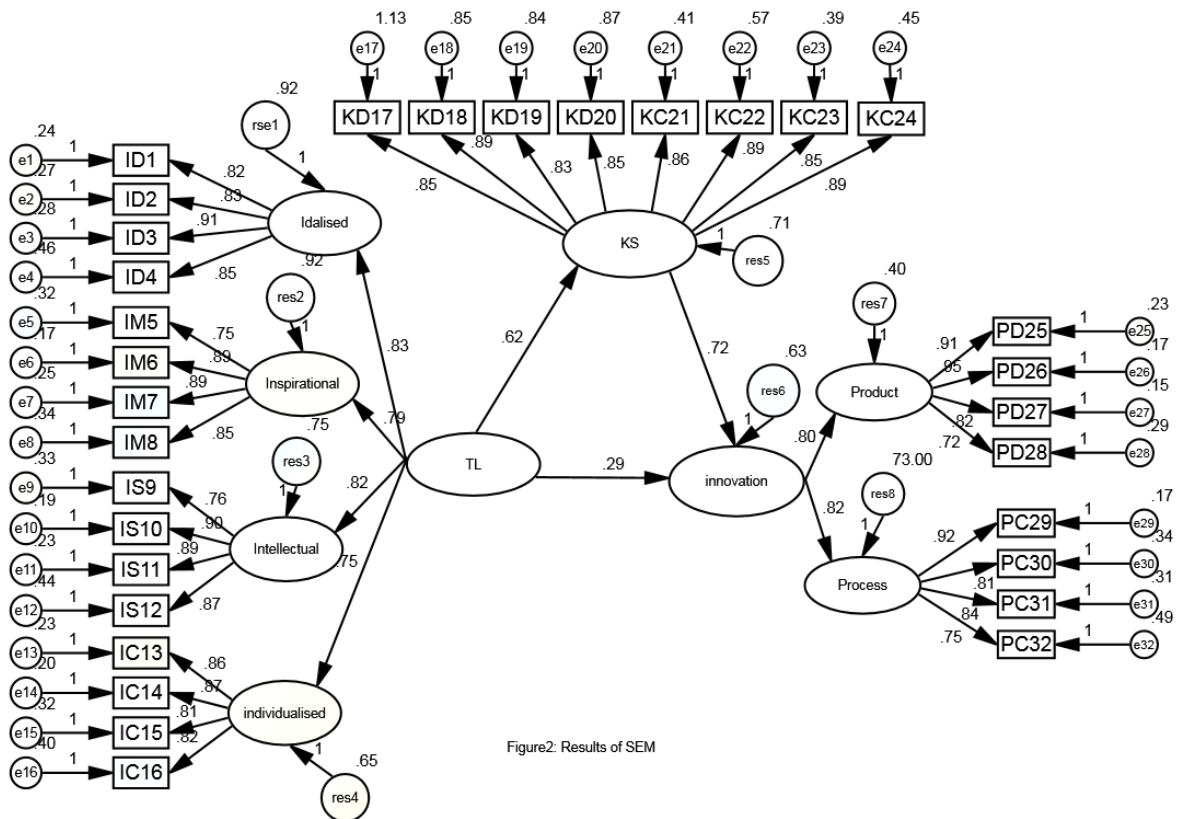 1.13 .85 .84 .87 .41 .57 .39 .45
e17 e18 e19 e20 e21 e22 e23 e24
1 1 1 1 1 1 1 1
KD17 KD18 KD19 KD20 KC21 KC22 KC23 KC24
.85 .89 .83 .85 .86 .89 .85 .89
KS
1
res5
.71
.92
rse1
1
Idalised
.24
e1 1 ID1 .82
.27
e2 1 ID2 .83
.28
e3 1 ID3 .91
.46
e4 1 ID4 .85
.92
res2
1
Inspirational
.32
e5 1 IM5 .75
.17
e6 1 IM6 .89
.25
e7 1 IM7 .89
.34
e8 1 IM8 .85
.75
res3
1
Intellectual
.33
e9 1 IS9 .76
.19
e10 1 IS10 .90
.23
e11 1 IS11 .89
.44
e12 1 IS12 .87
individualised
.23
e13 1 IC13 .86
.20
e14 1 IC14 .87
.32
e15 1 IC15 .81
.40
e16 1 IC16 .82
1
res4
.65
TL
.83
.79
.82
.75
.62
.29
.72
.63
res6
1
innovation
.80
.82
.40
res7
1
Product
.91 PD25 1 e25 .23
.95 PD26 1 e26 .17
.82 PD27 1 e27 .15
.72 PD28 1 e28 .29
73.00
res8
1
Process
.92 PC29 1 e29 .17
.81 PC30 1 e30 .34
84 PC31 1 e31 .31
.75 PC32 1 e32 .49
Figure2: Results of SEM